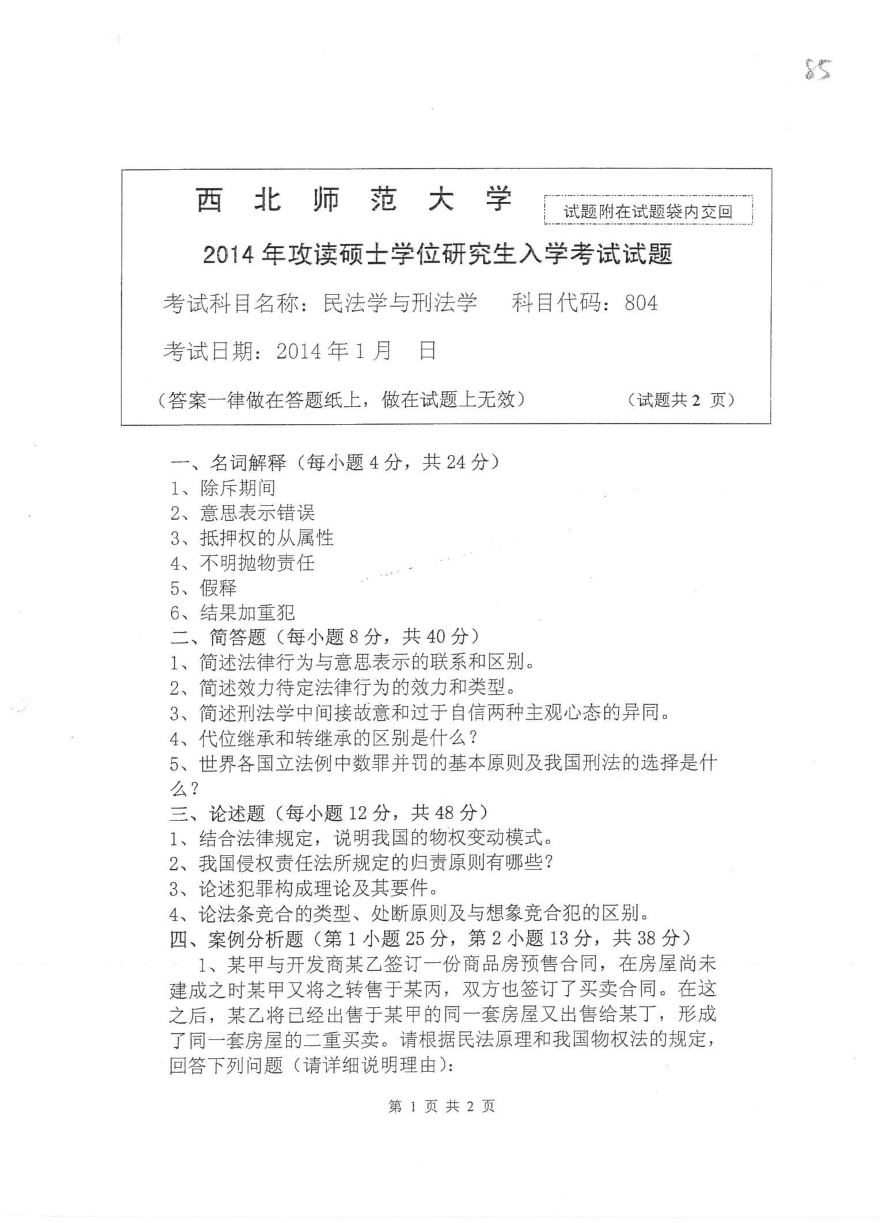 85
西 北 师 范 大 学
试题附在试题袋内交回
2014 年攻读硕士学位研究生入学考试试题
考试科目名称：民法学与刑法学 科目代码：804
考试日期：2014 年 1 月 日
（答案一律做在答题纸上，做在试题上无效） （试题共 2 页）
一、名词解释（每小题 4 分，共 24 分）
1、除斥期间
2、意思表示错误
3、抵押权的从属性
4、不明抛物责任
5、假释
6、结果加重犯
二、简答题（每小题 8 分，共 40 分）
1、简述法律行为与意思表示的联系和区别。
2、简述效力待定法律行为的效力和类型。
3、简述刑法学中间接故意和过于自信两种主观心态的异同。
4、代位继承和转继承的区别是什么？
5、世界各国立法例中数罪并罚的基本原则及我国刑法的选择是什
么？
三、论述题（每小题 12 分，共 48 分）
1、结合法律规定，说明我国的物权变动模式。
2、我国侵权责任法所规定的归责原则有哪些？
3、论述犯罪构成理论及其要件。
4、论法条竞合的类型、处断原则及与想象竞合犯的区别。
四、案例分析题（第 1 小题 25 分，第 2 小题 13 分，共 38 分）
1、某甲与开发商某乙签订一份商品房预售合同，在房屋尚未
建成之时某甲又将之转售于某丙，双方也签订了买卖合同。在这
之后，某乙将已经出售于某甲的同一套房屋又出售给某丁，形成
了同一套房屋的二重买卖。请根据民法原理和我国物权法的规定，
回答下列问题（请详细说明理由）：
第 1 页 共 2 页